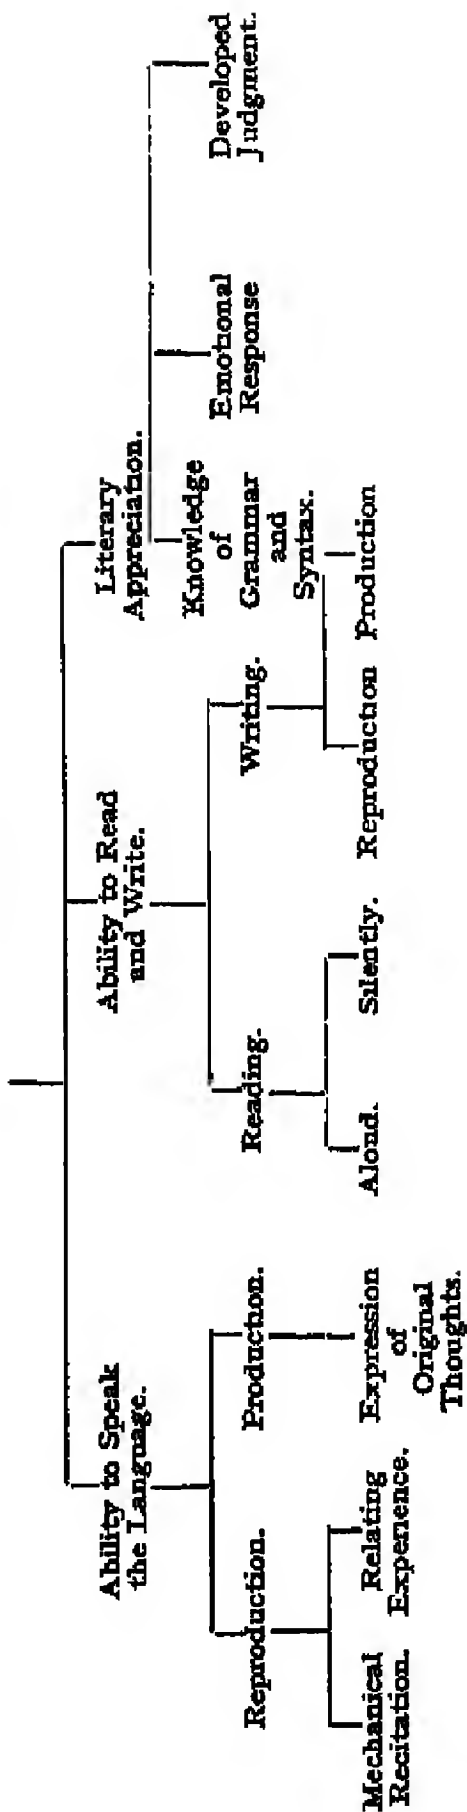 Ability to Speak
the Language.
Ability to Read
and Write.
Literary
Appreciation.
Reproduction.
Production.
Reading.
Writing.
Knowledge
of
Grammar
and
Syntax.
Emotional
Response
Developed
Judgment.
Mechanical
Recitation.
Relating
Experience.
Expression
of
Original
Thoughts.
Aloud.
Silently.
Reproduction
Production